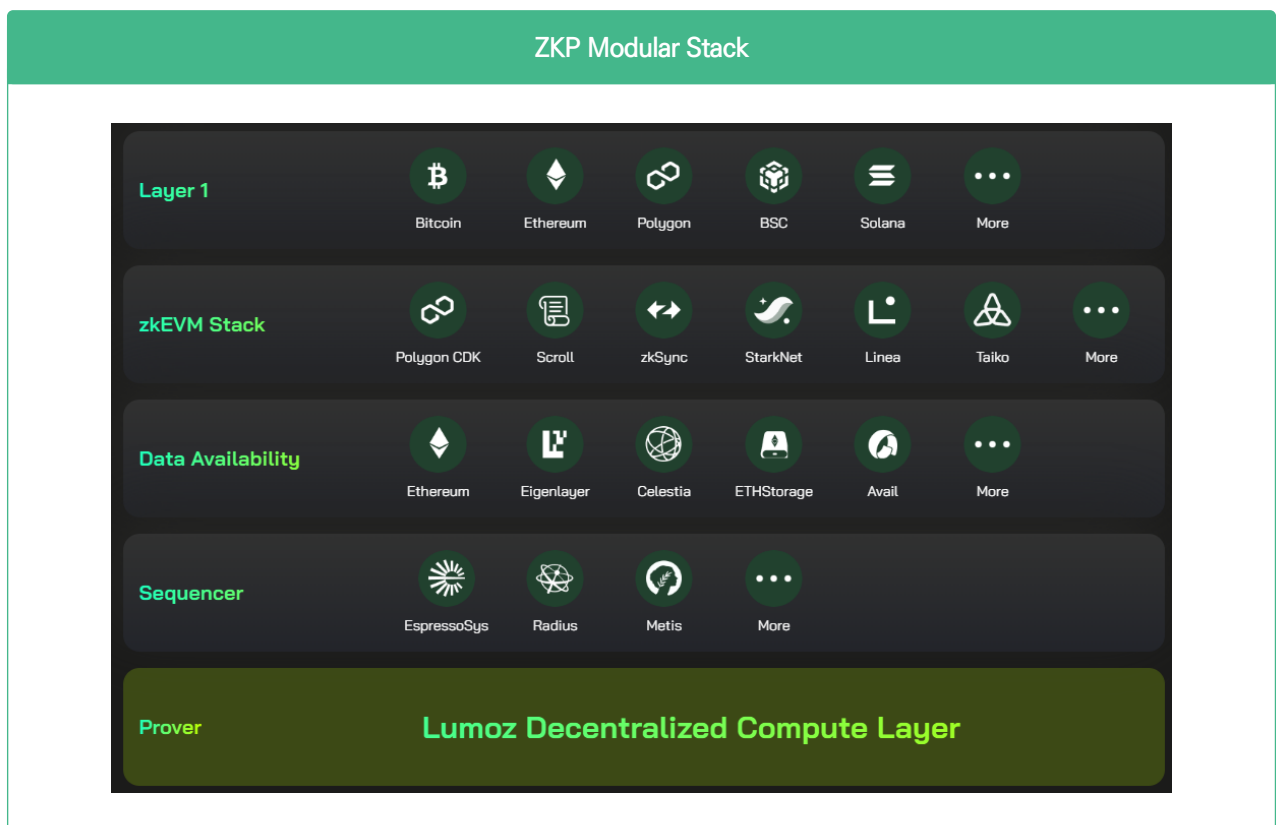 ZKP Modular Stack
Layer 1
Bitcoin
Ethereum
Polygon
BSC
Solana
More
zkEVM Stack
Polygon CDK
Scroll
zkSync
StarkNet
Linea
Taiko
More
Data Availability
Ethereum
Eigenlayer
Celestia
ETHStorage
Avail
More
Sequencer
EspressoSys
Radius
Metis
More
Prover
Lumoz Decentralized Compute Layer